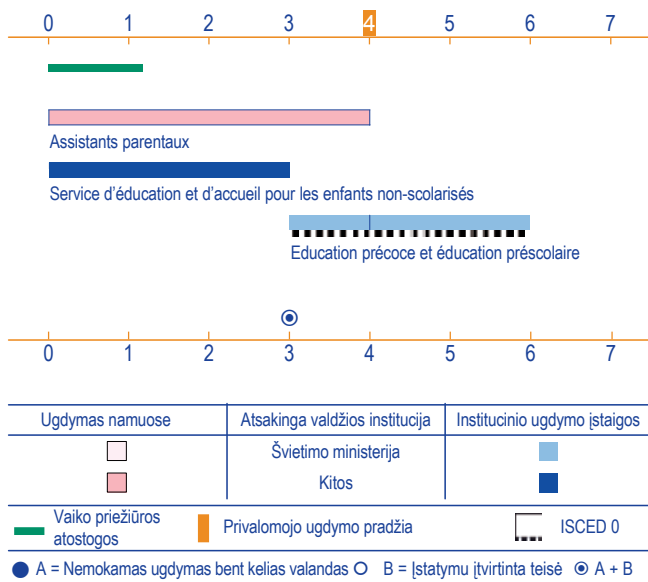 0 1 2 3 4 5 6 7
Assistants parentaux
Service d'éducation et d'accueil pour les enfants non-scolarisés
Education précoce et éducation préscolaire
0 1 2 3 4 5 6 7
Ugdymas namuose Atsakinga valdžios institucija Institucinio ugdymo įstaigos
Švietimo ministerija
Kitos
Vaiko priežiūros
atostogos
Privalomojo ugdymo pradžia
ISCED 0
A = Nemokamas ugdymas bent kelias valandas B = Įstatymu įtvirtinta teisė A + B